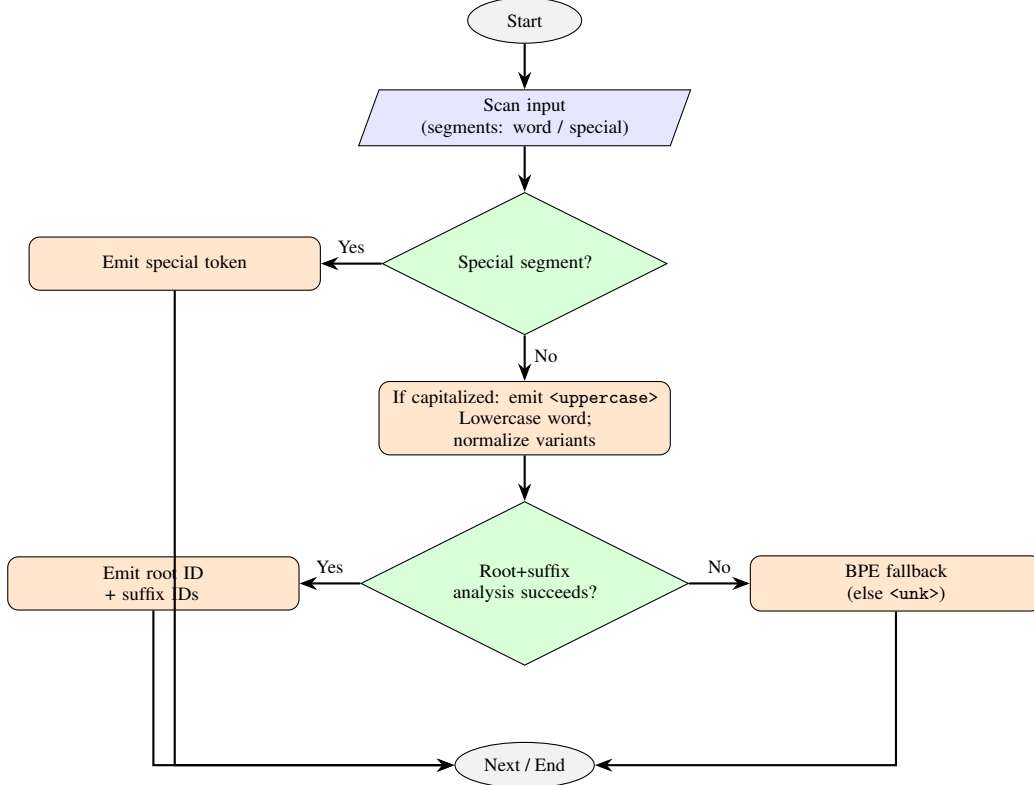 Start
Scan input
(segments: word / special)
Special segment?
Yes
Emit special token
No
If capitalized: emit <uppercase>
Lowercase word;
normalize variants
Root+suffix
analysis succeeds?
Yes
Emit root ID
+ suffix IDs
No
BPE fallback
(else <unk>)
Next / End